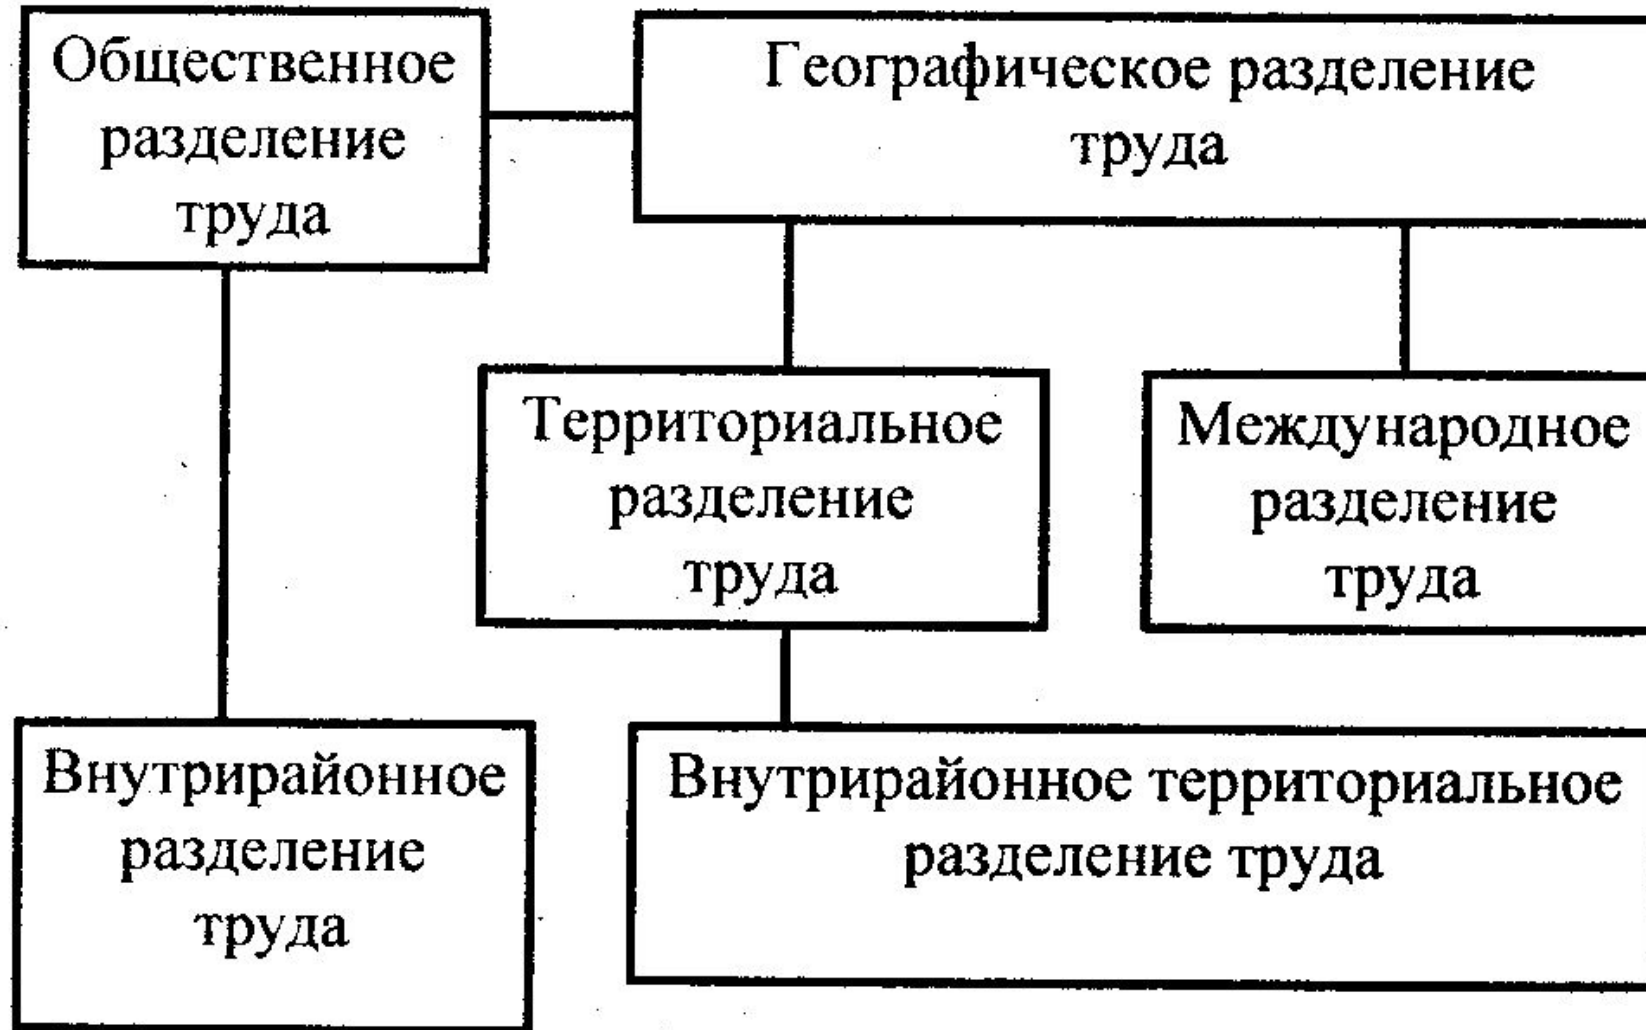 Общественное
разделение
труда
Географическое разделение
труда
Территориальное
разделение
труда
Международное
разделение
труда
Внутрирайонное
разделение
труда
Внутрирайонное территориальное
разделение труда